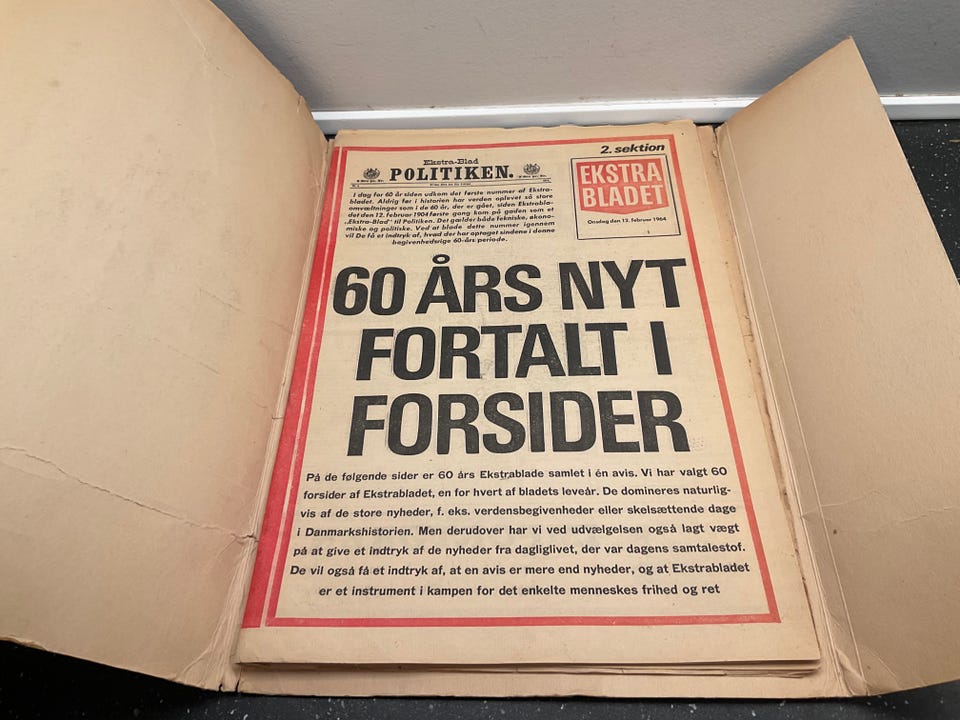 2. sektion
Ekstra-Blad
POLITIKEN.
EKSTRA
BLADET
Onsdag den 12. februar 1964
I dag for 60 år siden udkom det første nummer af Ekstra-
bladet. Aldrig før i historien har verden oplevet så store
omvæltninger som i de 60 år, der er gået, siden Ekstrabla-
det den 12. februar 1904 første gang kom på gaden som et
„Ekstra-Blad" til Politiken. Det gælder både tekniske, økono-
miske og politiske. Ved at blade dette nummer igennem
vil De få et indtryk af, hvad der har optaget sindene i denne
begivenhedsrige 60-års periode.
60 ÅRS NYT
FORTALT I
FORSIDER
På de følgende sider er 60 års Ekstrablade samlet i én avis. Vi har valgt 60
forsider af Ekstrabladet, en for hvert af bladets leveår. De domineres naturlig-
vis af de store nyheder, f. eks. verdensbegivenheder eller skelsættende dage
i Danmarkshistorien. Men derudover har vi ved udvælgelsen også lagt vægt
på at give et indtryk af de nyheder fra dagliglivet, der var dagens samtalestof.
De vil også få et indtryk af, at en avis er mere end nyheder, og at Ekstrabladet
er et instrument i kampen for det enkelte menneskes frihed og ret